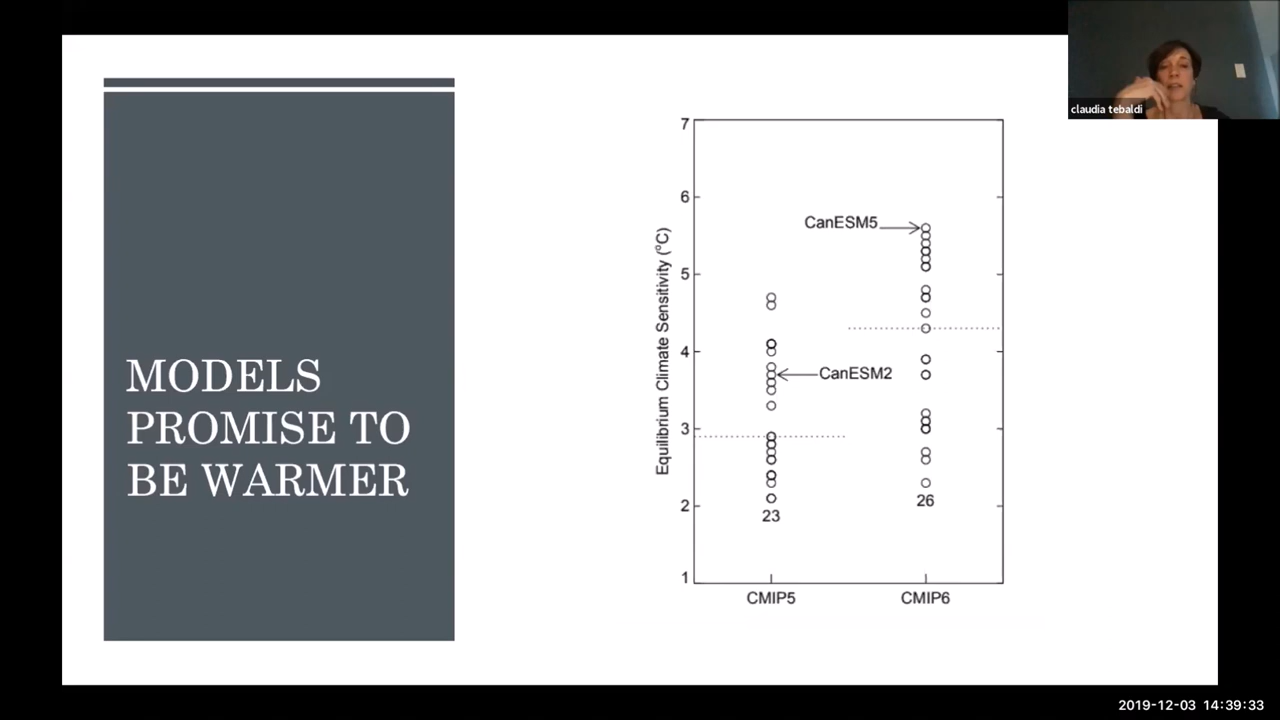 claudia tebaldi
MODELS
PROMISE TO
BE WARMER
Equilibrium Climate Sensitivity (°C)
7
6
5
4
3
2
1
CanESM5
CanESM2
23
26
CMIP5
CMIP6
2019-12-03 14:39:33